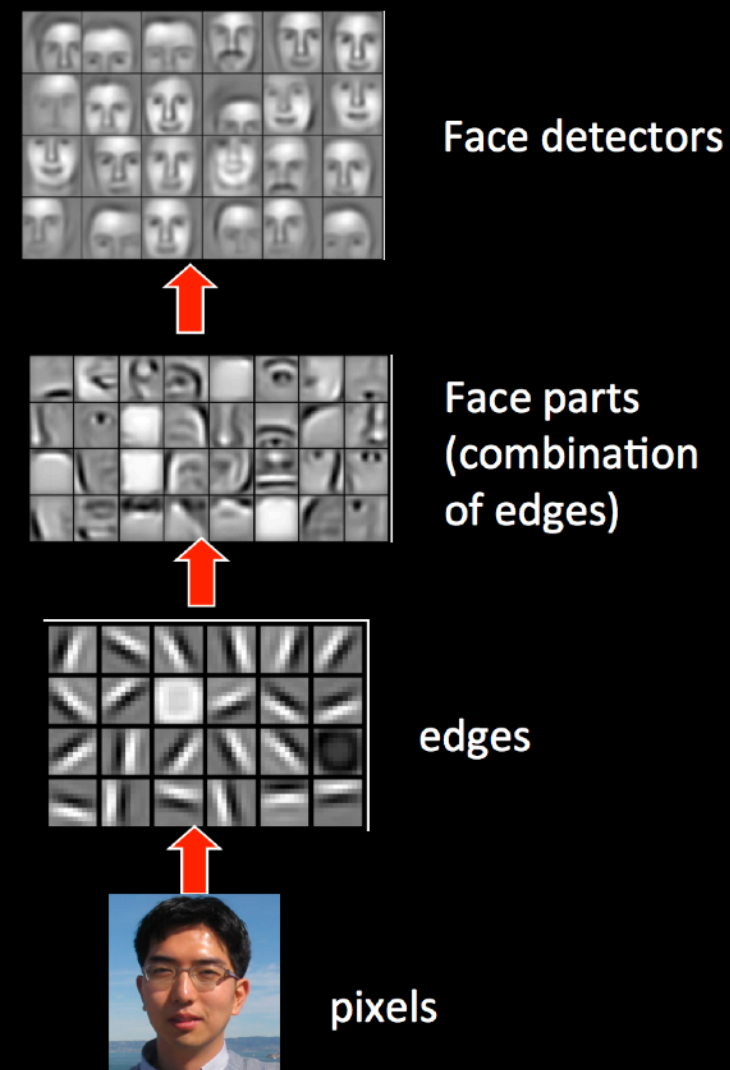 Face detectors
Face parts
(combination
of edges)
edges
pixels